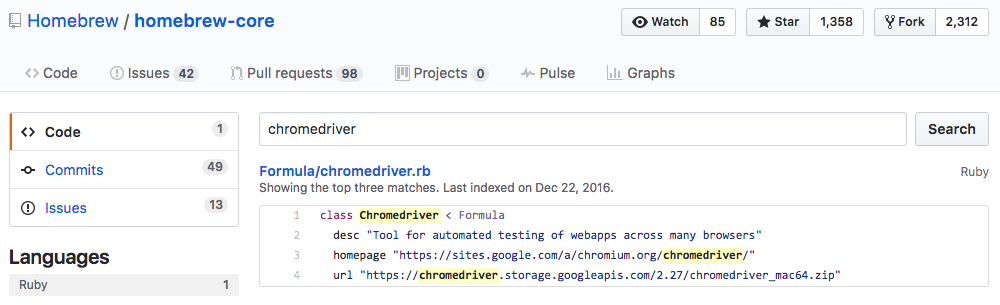 Homebrew / homebrew-core
Watch 85 Star 1,358 Fork 2,312
Code Issues 42 Pull requests 98 Projects 0 Pulse Graphs
Code 1
Commits 49
Issues 13
Languages
Ruby 1
chromedriver Search
Formula/chromedriver.rb Ruby
Showing the top three matches. Last indexed on Dec 22, 2016.
1 class Chromedriver < Formula
2 desc "Tool for automated testing of webapps across many browsers"
3 homepage "https://sites.google.com/a/chromium.org/chromedriver/"
4 url "https://chromedriver.storage.googleapis.com/2.27/chromedriver_mac64.zip"